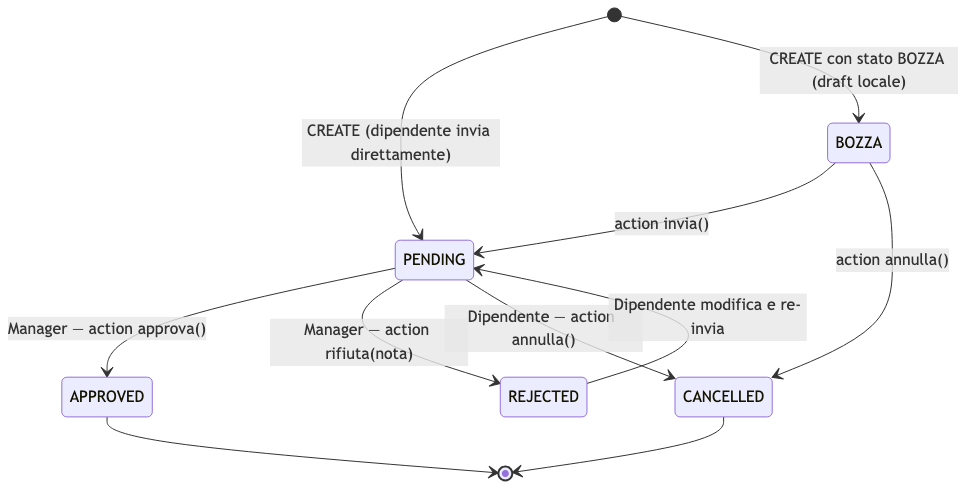 CREATE con stato BOZZA
(draft locale)
CREATE (dipendente invia
direttamente)
BOZZA
action invia()
PENDING
action annulla()
Manager — action approva()
Manager — action
rifiuta(nota)
Dipendente — action
annulla()
Dipendente modifica e re-
invia
APPROVED
REJECTED
CANCELLED